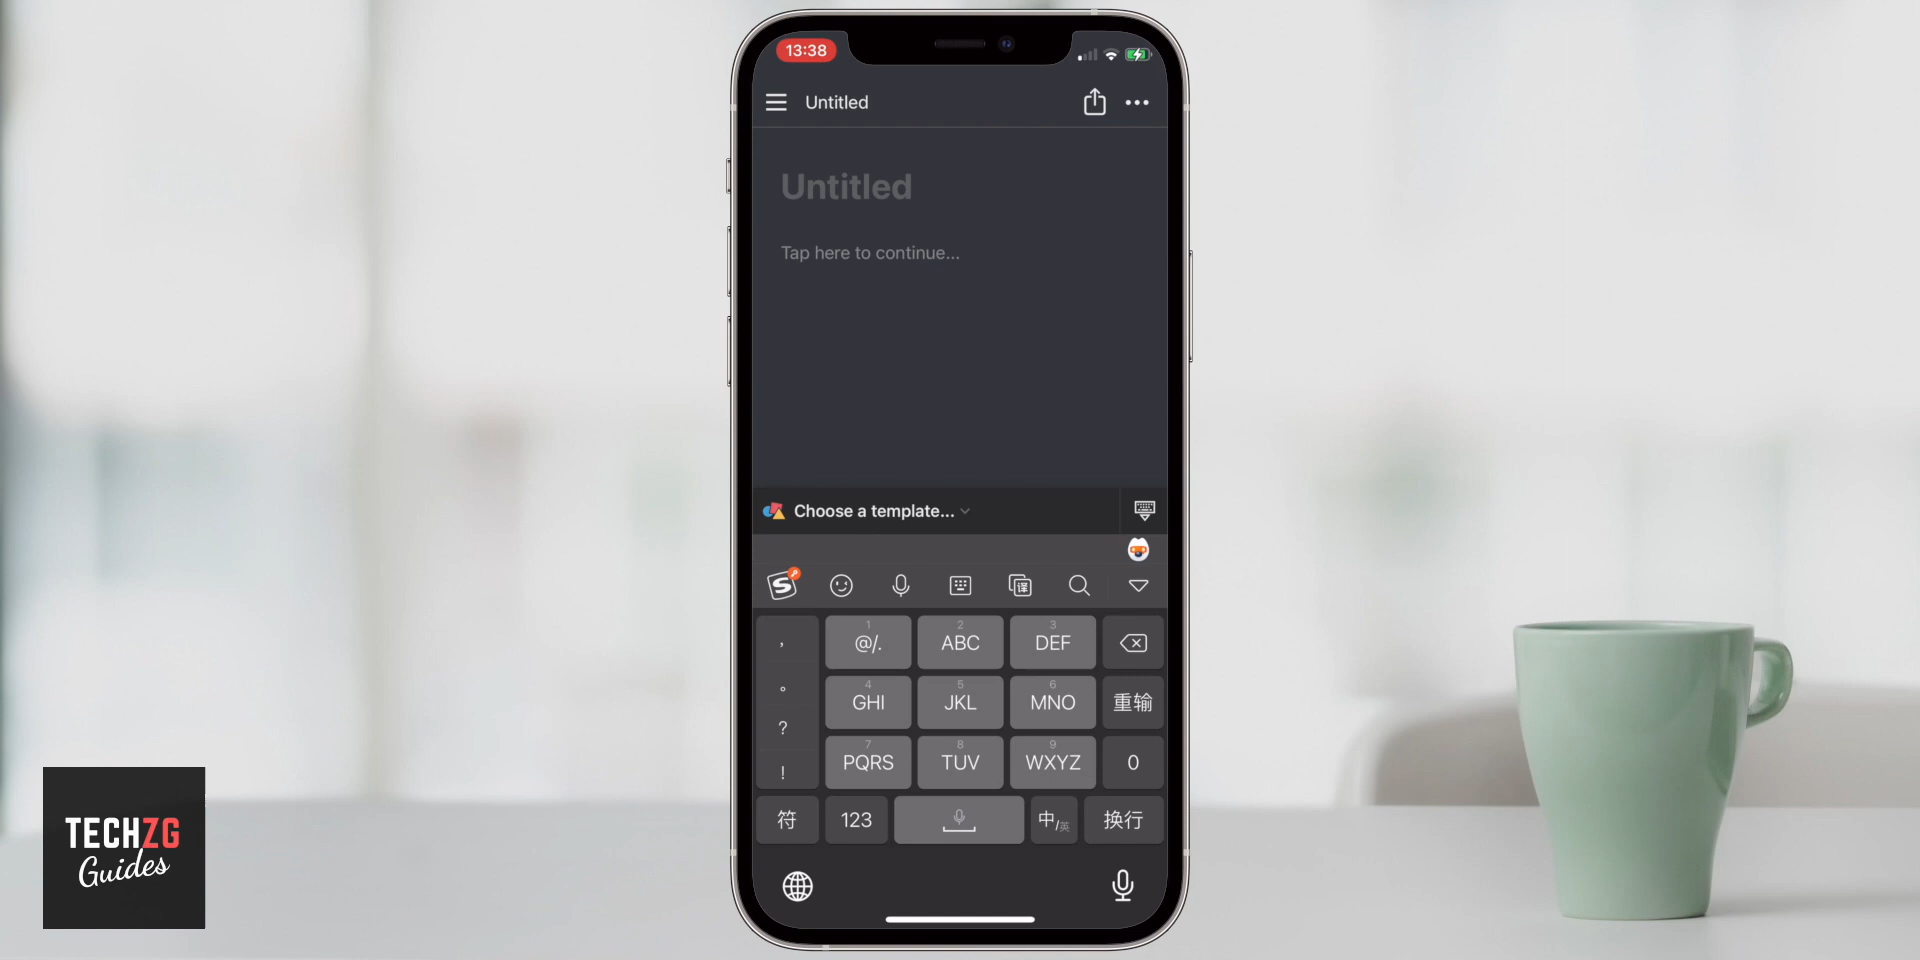 13:38
Untitled
Untitled
Tap here to continue...
Choose a template...
S
译
,
1
@/.
2
ABC
3
DEF
。
4
GHI
5
JKL
6
MNO
重输
?
7
PQRS
8
TUV
9
WXYZ
0
!
符
123
中/英
换行
TECHZG
Guides